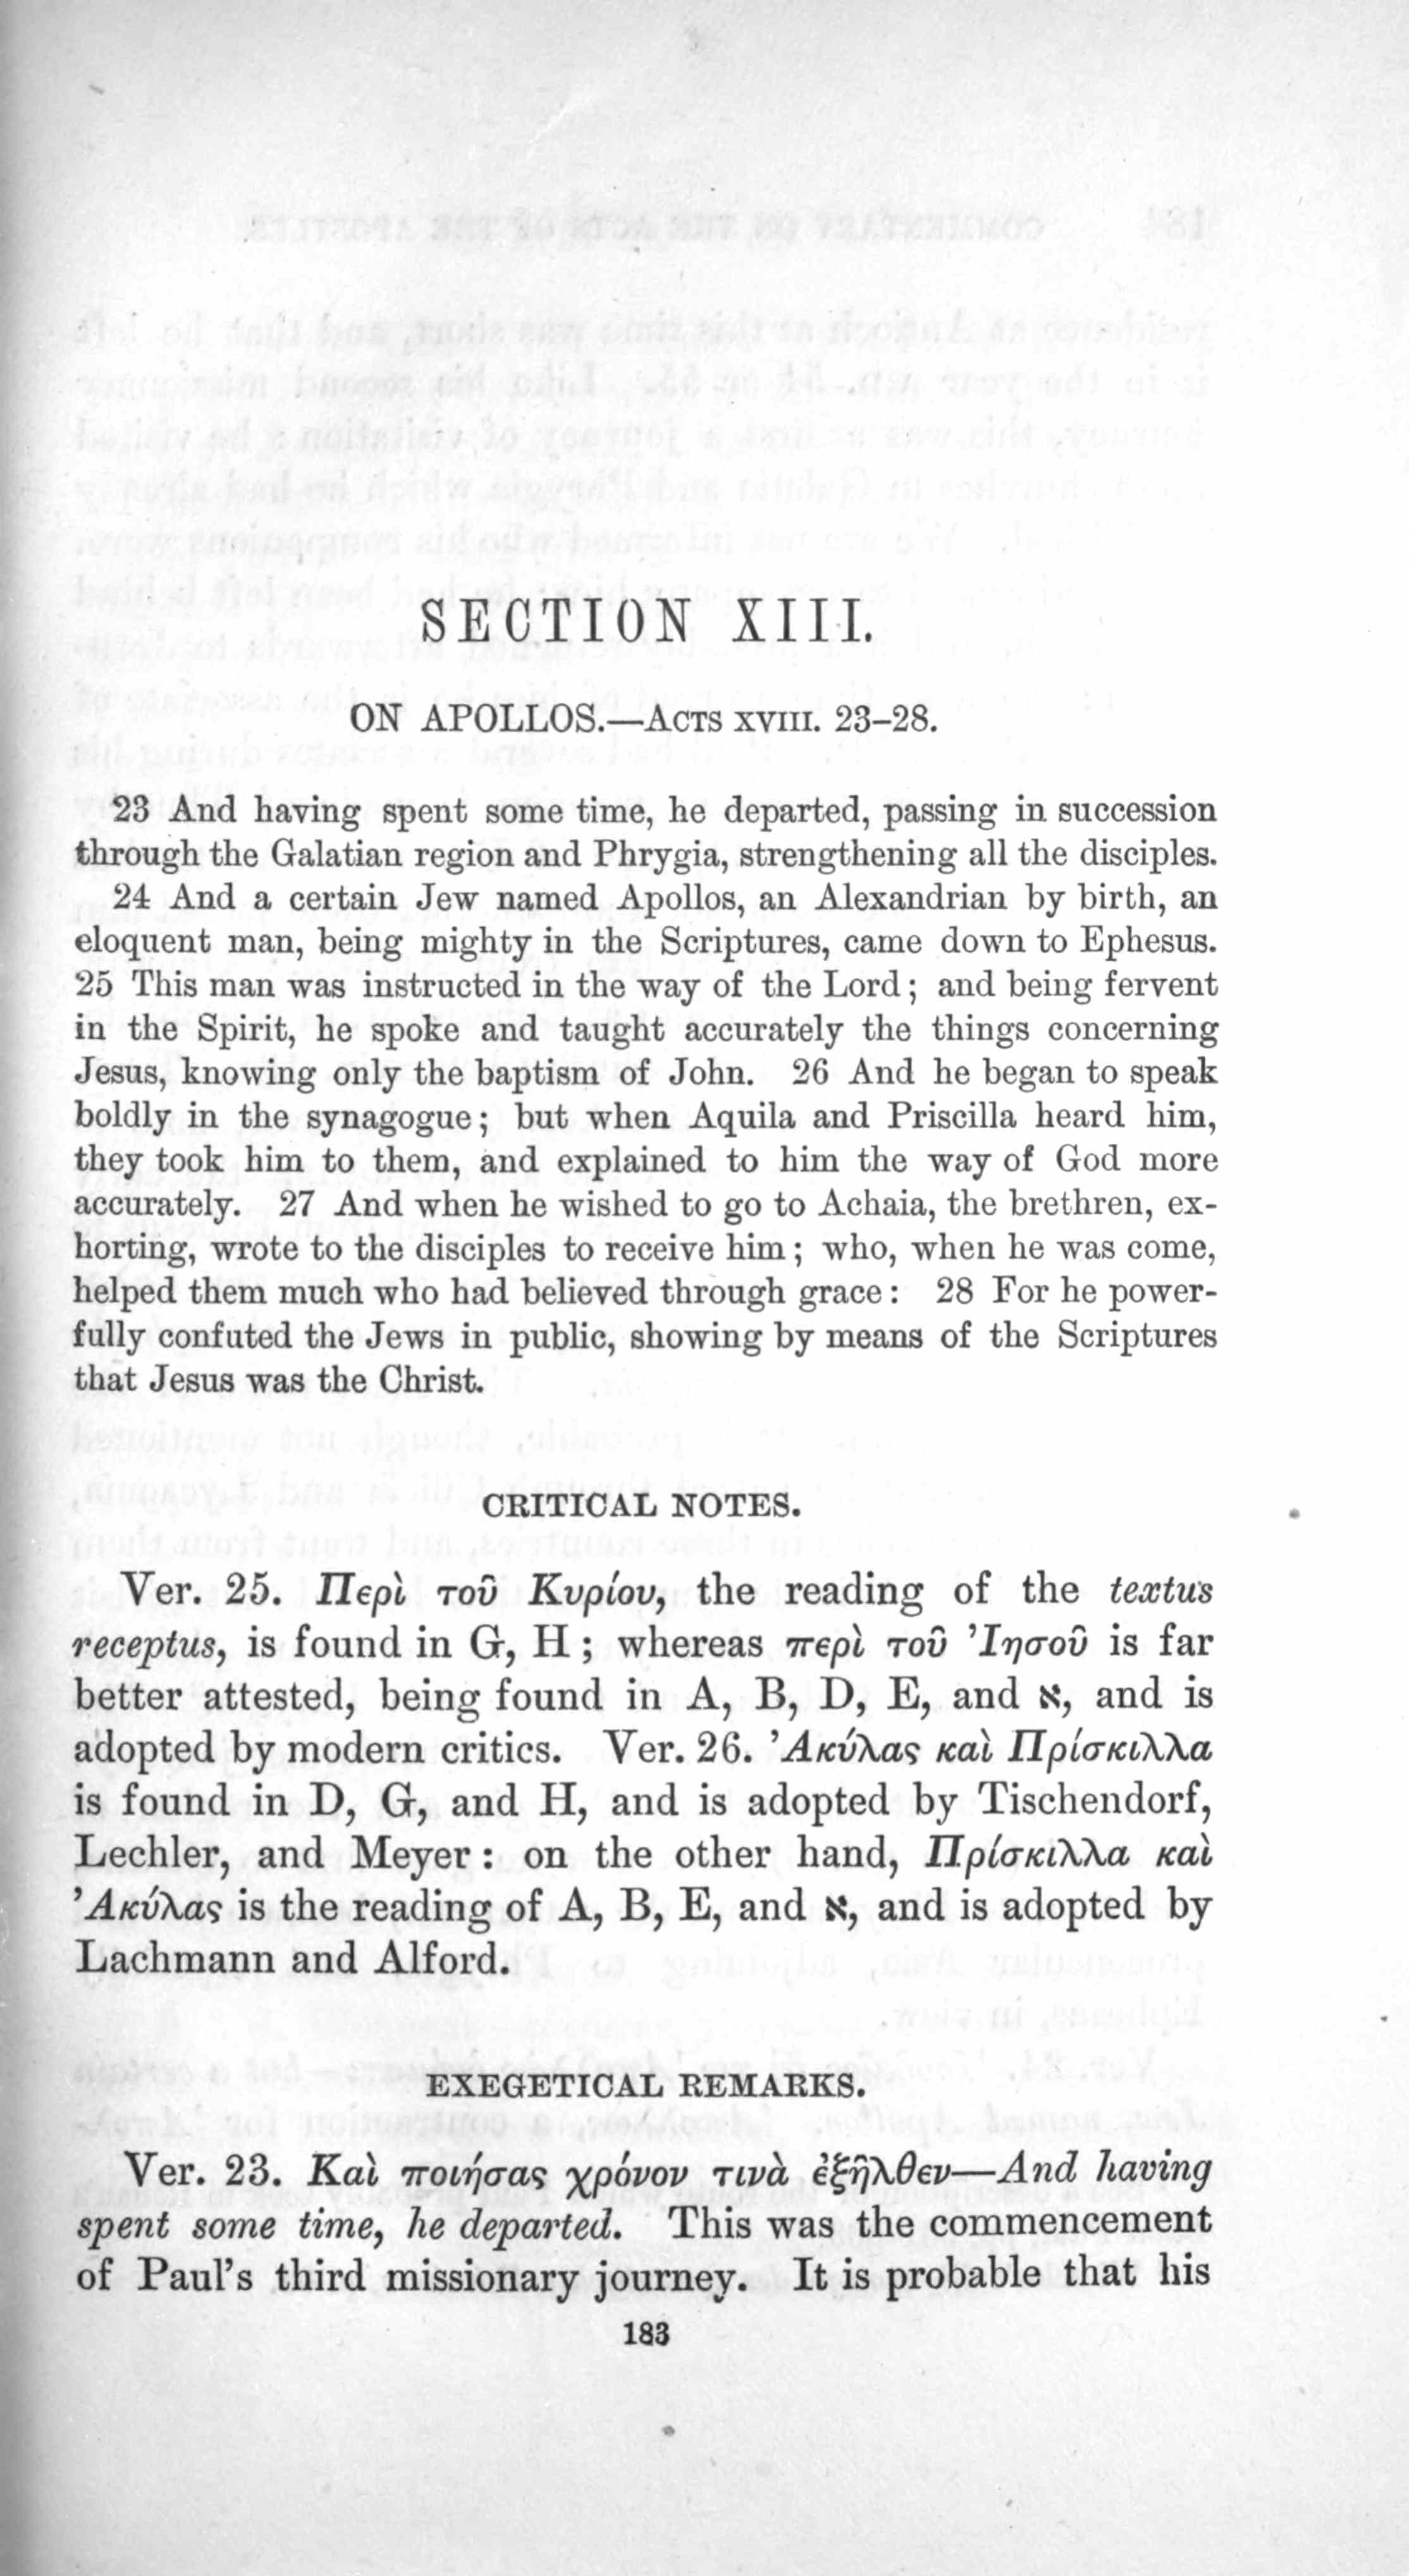 SECTION XIII.
ON APOLLOS.—ACTS XVIII. 23–28.
23 And having spent some time, he departed, passing in succession
through the Galatian region and Phrygia, strengthening all the disciples.
24 And a certain Jew named Apollos, an Alexandrian by birth, an
eloquent man, being mighty in the Scriptures, came down to Ephesus.
25 This man was instructed in the way of the Lord; and being fervent
in the Spirit, he spoke and taught accurately the things concerning
Jesus, knowing only the baptism of John. 26 And he began to speak
boldly in the synagogue; but when Aquila and Priscilla heard him,
they took him to them, and explained to him the way of God more
accurately. 27 And when he wished to go to Achaia, the brethren, ex-
horting, wrote to the disciples to receive him; who, when he was come,
helped them much who had believed through grace: 28 For he power-
fully confuted the Jews in public, showing by means of the Scriptures
that Jesus was the Christ.
CRITICAL NOTES.
Ver. 25. Περὶ τοῦ Κυρίου, the reading of the textus
receptus, is found in G, H; whereas περὶ τοῦ Ἰησοῦ is far
better attested, being found in A, B, D, E, and א, and is
adopted by modern critics. Ver. 26. Ἀκύλας καὶ Πρίσκιλλα
is found in D, G, and H, and is adopted by Tischendorf,
Lechler, and Meyer: on the other hand, Πρίσκιλλα καὶ
Ἀκύλας is the reading of A, B, E, and א, and is adopted by
Lachmann and Alford.
EXEGETICAL REMARKS.
Ver. 23. Καὶ ποιήσας χρόνον τινὰ ἐξῆλθεν—And having
spent some time, he departed. This was the commencement
of Paul's third missionary journey. It is probable that his
183